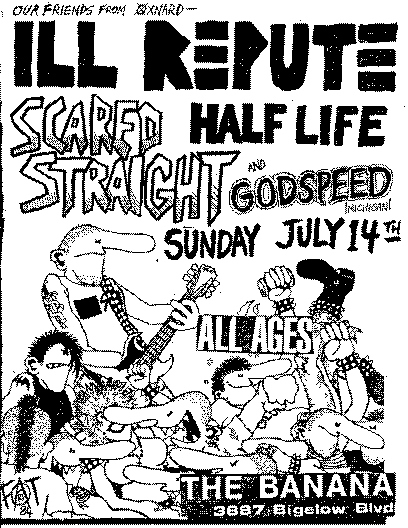 OUR FRIENDS FROM OXNARD—
ILL REPUTE
SCARED STRAIGHT
HALF LIFE
AND
GODSPEED
(MICHIGAN)
SUNDAY JULY 14TH
ALL AGES
FAT
THE BANANA
3887 Bigelow Blvd